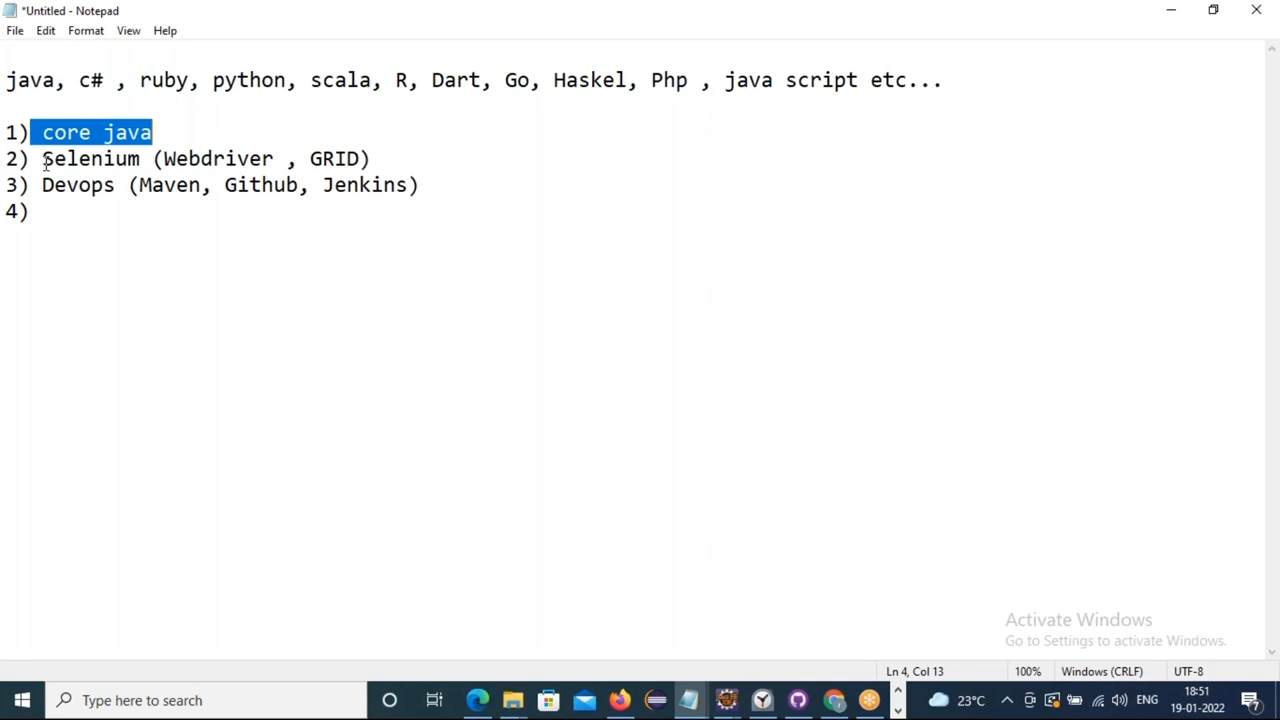 *Untitled - Notepad
File Edit Format View Help
java, c# , ruby, python, scala, R, Dart, Go, Haskel, Php , java script etc...
1) core java
2) Selenium (Webdriver , GRID)
3) Devops (Maven, Github, Jenkins)
4)
Activate Windows
Go to Settings to activate Windows.
Ln 4, Col 13 100% Windows (CRLF) UTF-8
Type here to search
23°C ENG
18:51
19-01-2022
7